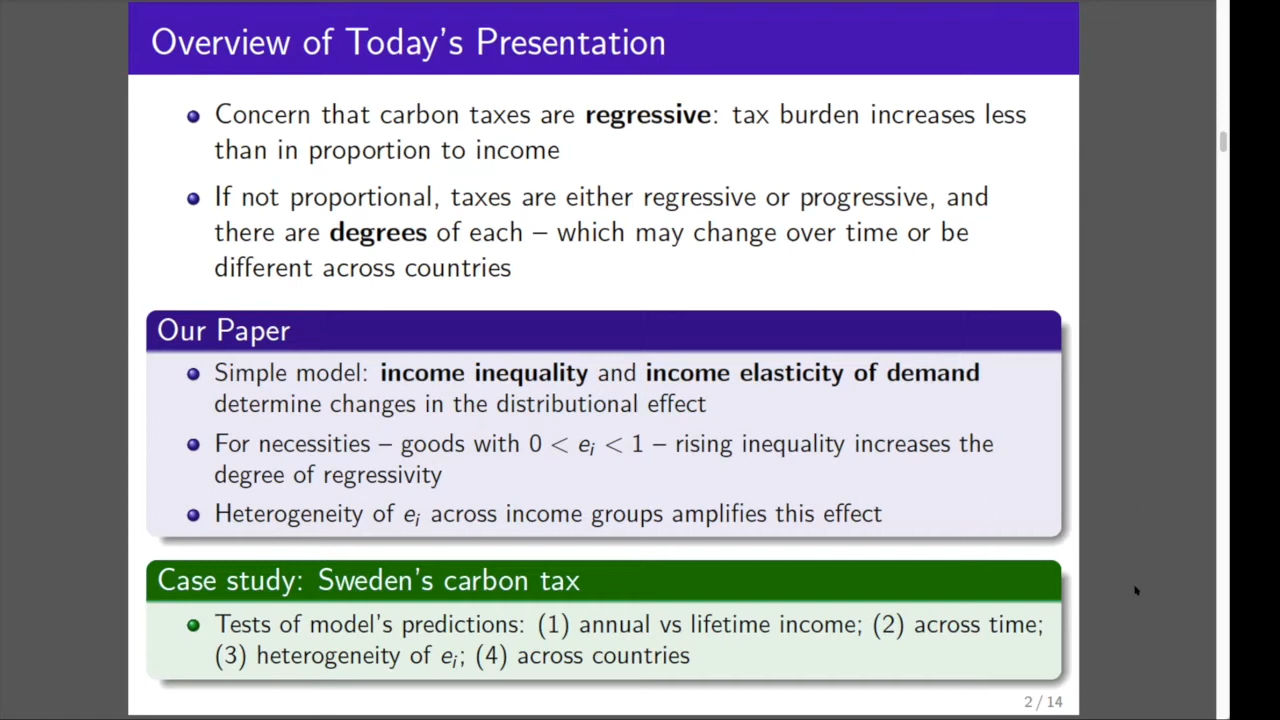 Overview of Today's Presentation
Concern that carbon taxes are regressive: tax burden increases less
than in proportion to income
If not proportional, taxes are either regressive or progressive, and
there are degrees of each – which may change over time or be
different across countries
Our Paper
Simple model: income inequality and income elasticity of demand
determine changes in the distributional effect
For necessities – goods with 0 < eᵢ < 1 – rising inequality increases the
degree of regressivity
Heterogeneity of eᵢ across income groups amplifies this effect
Case study: Sweden's carbon tax
Tests of model's predictions: (1) annual vs lifetime income; (2) across time;
(3) heterogeneity of eᵢ; (4) across countries
2 / 14